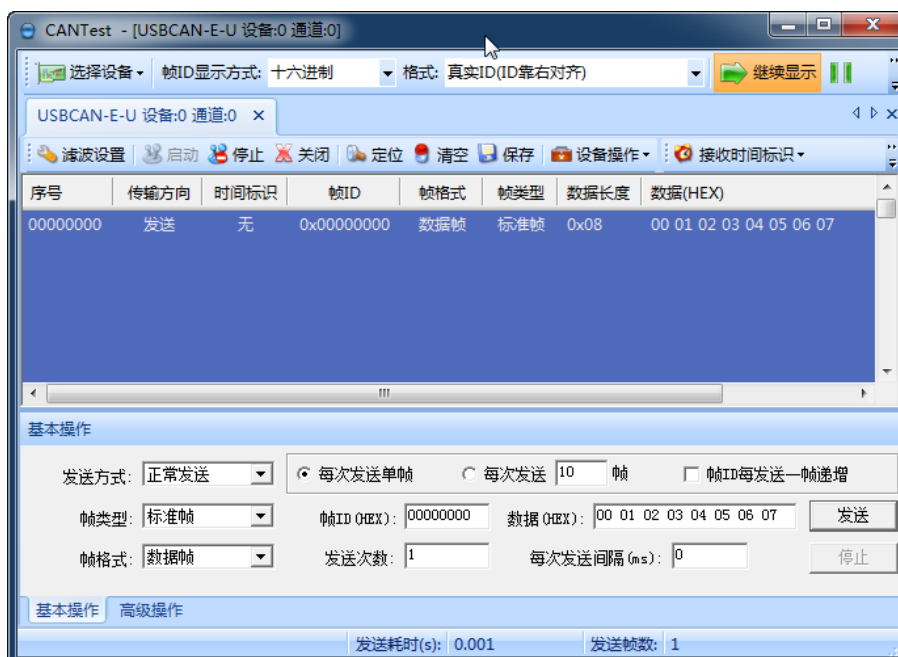 CANTest - [USBCAN-E-U 设备:0 通道:0]
选择设备 帧ID显示方式: 十六进制 格式: 真实ID(ID靠右对齐) 继续显示
USBCAN-E-U 设备:0 通道:0
滤波设置 启动 停止 关闭 定位 清空 保存 设备操作 接收时间标识
序号 传输方向 时间标识 帧ID 帧格式 帧类型 数据长度 数据(HEX)
00000000 发送 无 0x00000000 数据帧 标准帧 0x08 00 01 02 03 04 05 06 07
基本操作
发送方式: 正常发送 每次发送单帧 每次发送 10 帧 帧ID每发送一帧递增
帧类型: 标准帧 帧ID(HEX): 00000000 数据(HEX): 00 01 02 03 04 05 06 07 发送
帧格式: 数据帧 发送次数: 1 每次发送间隔(ms): 0 停止
基本操作 高级操作
发送耗时(s): 0.001 发送帧数: 1